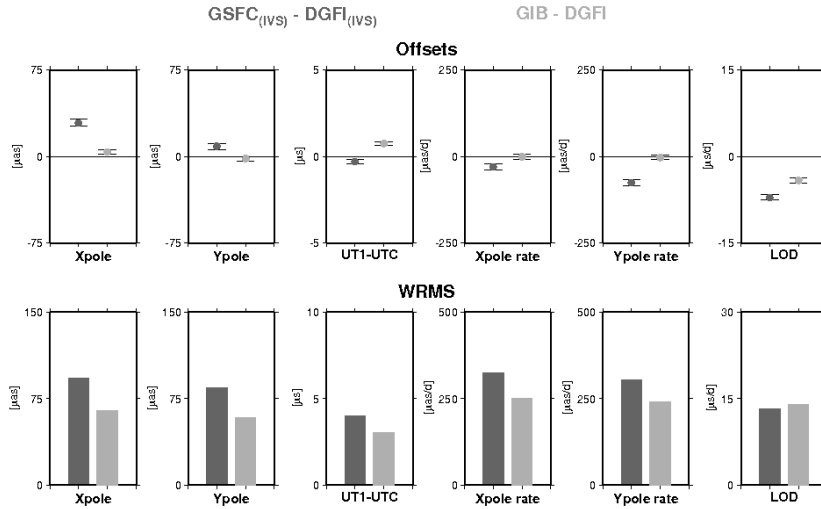 GSFC(IVS) - DGFI(IVS) GIB - DGFI
Offsets
75 75 5 250 250 15
[µas] [µas] [µs] [µas/d] [µas/d] [µs/d]
0 0 0 0 0 0
-75 -75 -5 -250 -250 -15
Xpole Ypole UT1-UTC Xpole rate Ypole rate LOD
WRMS
150 150 10 500 500 30
[µas] [µas] [µs] [µas/d] [µas/d] [µs/d]
75 75 5 250 250 15
0 0 0 0 0 0
Xpole Ypole UT1-UTC Xpole rate Ypole rate LOD